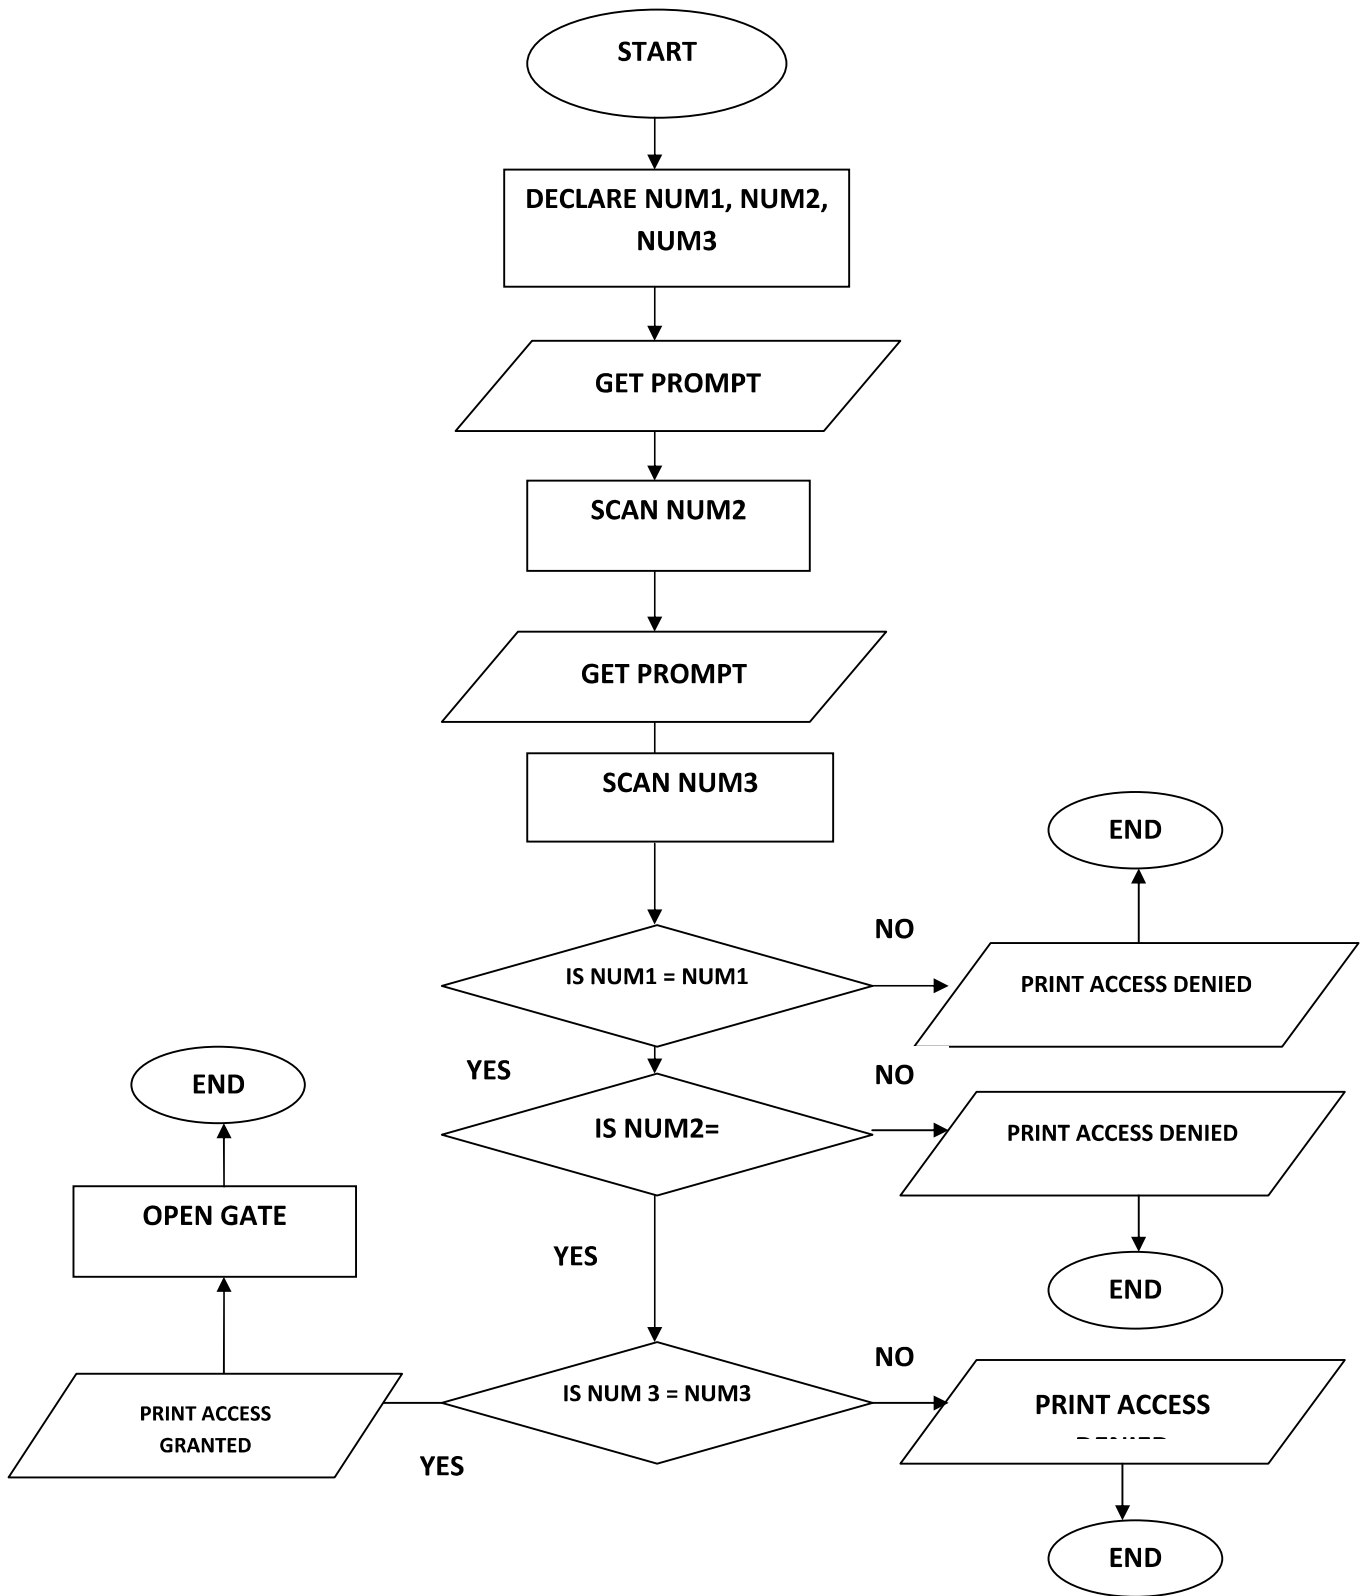 START
DECLARE NUM1, NUM2,
NUM3
GET PROMPT
SCAN NUM2
GET PROMPT
SCAN NUM3
END
NO
IS NUM1 = NUM1
PRINT ACCESS DENIED
YES
NO
END
IS NUM2=
PRINT ACCESS DENIED
OPEN GATE
YES
END
NO
IS NUM 3 = NUM3
PRINT ACCESS
PRINT ACCESS
GRANTED
YES
END